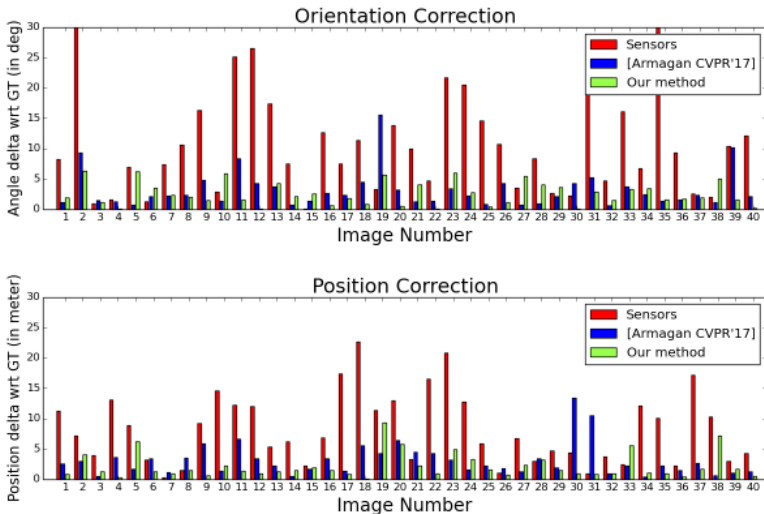 Orientation Correction
Angle delta wrt GT (in deg)
30
25
20
15
10
5
0
Sensors
[Armagan CVPR'17]
Our method
1 2 3 4 5 6 7 8 9 10 11 12 13 14 15 16 17 18 19 20 21 22 23 24 25 26 27 28 29 30 31 32 33 34 35 36 37 38 39 40
Image Number
Position Correction
Position delta wrt GT (in meter)
30
25
20
15
10
5
0
Sensors
[Armagan CVPR'17]
Our method
1 2 3 4 5 6 7 8 9 10 11 12 13 14 15 16 17 18 19 20 21 22 23 24 25 26 27 28 29 30 31 32 33 34 35 36 37 38 39 40
Image Number